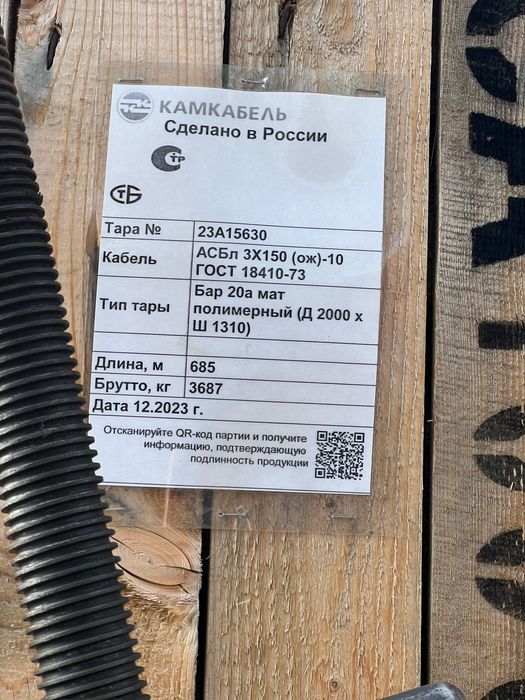 КАМКАБЕЛЬ
Сделано в России
СТР
СТБ
Тара № 23А15630
Кабель АСБл 3Х150 (ож)-10
ГОСТ 18410-73
Тип тары Бар 20а мат
полимерный (Д 2000 х
Ш 1310)
Длина, м 685
Брутто, кг 3687
Дата 12.2023 г.
Отсканируйте QR-код партии и получите
информацию, подтверждающую
подлинность продукции